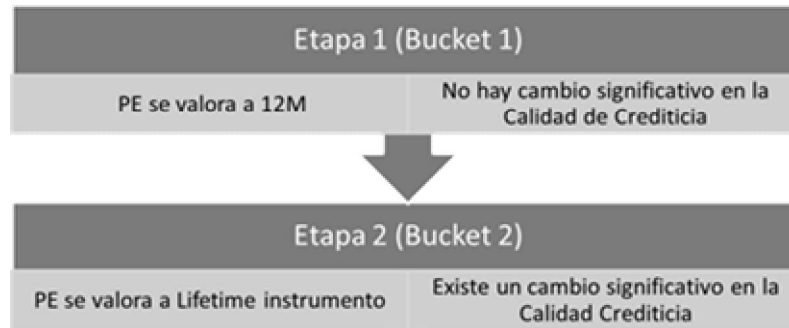 Etapa 1 (Bucket 1)
PE se valora a 12M
No hay cambio significativo en la
Calidad de Crediticia
Etapa 2 (Bucket 2)
PE se valora a Lifetime instrumento
Existe un cambio significativo en la
Calidad Crediticia